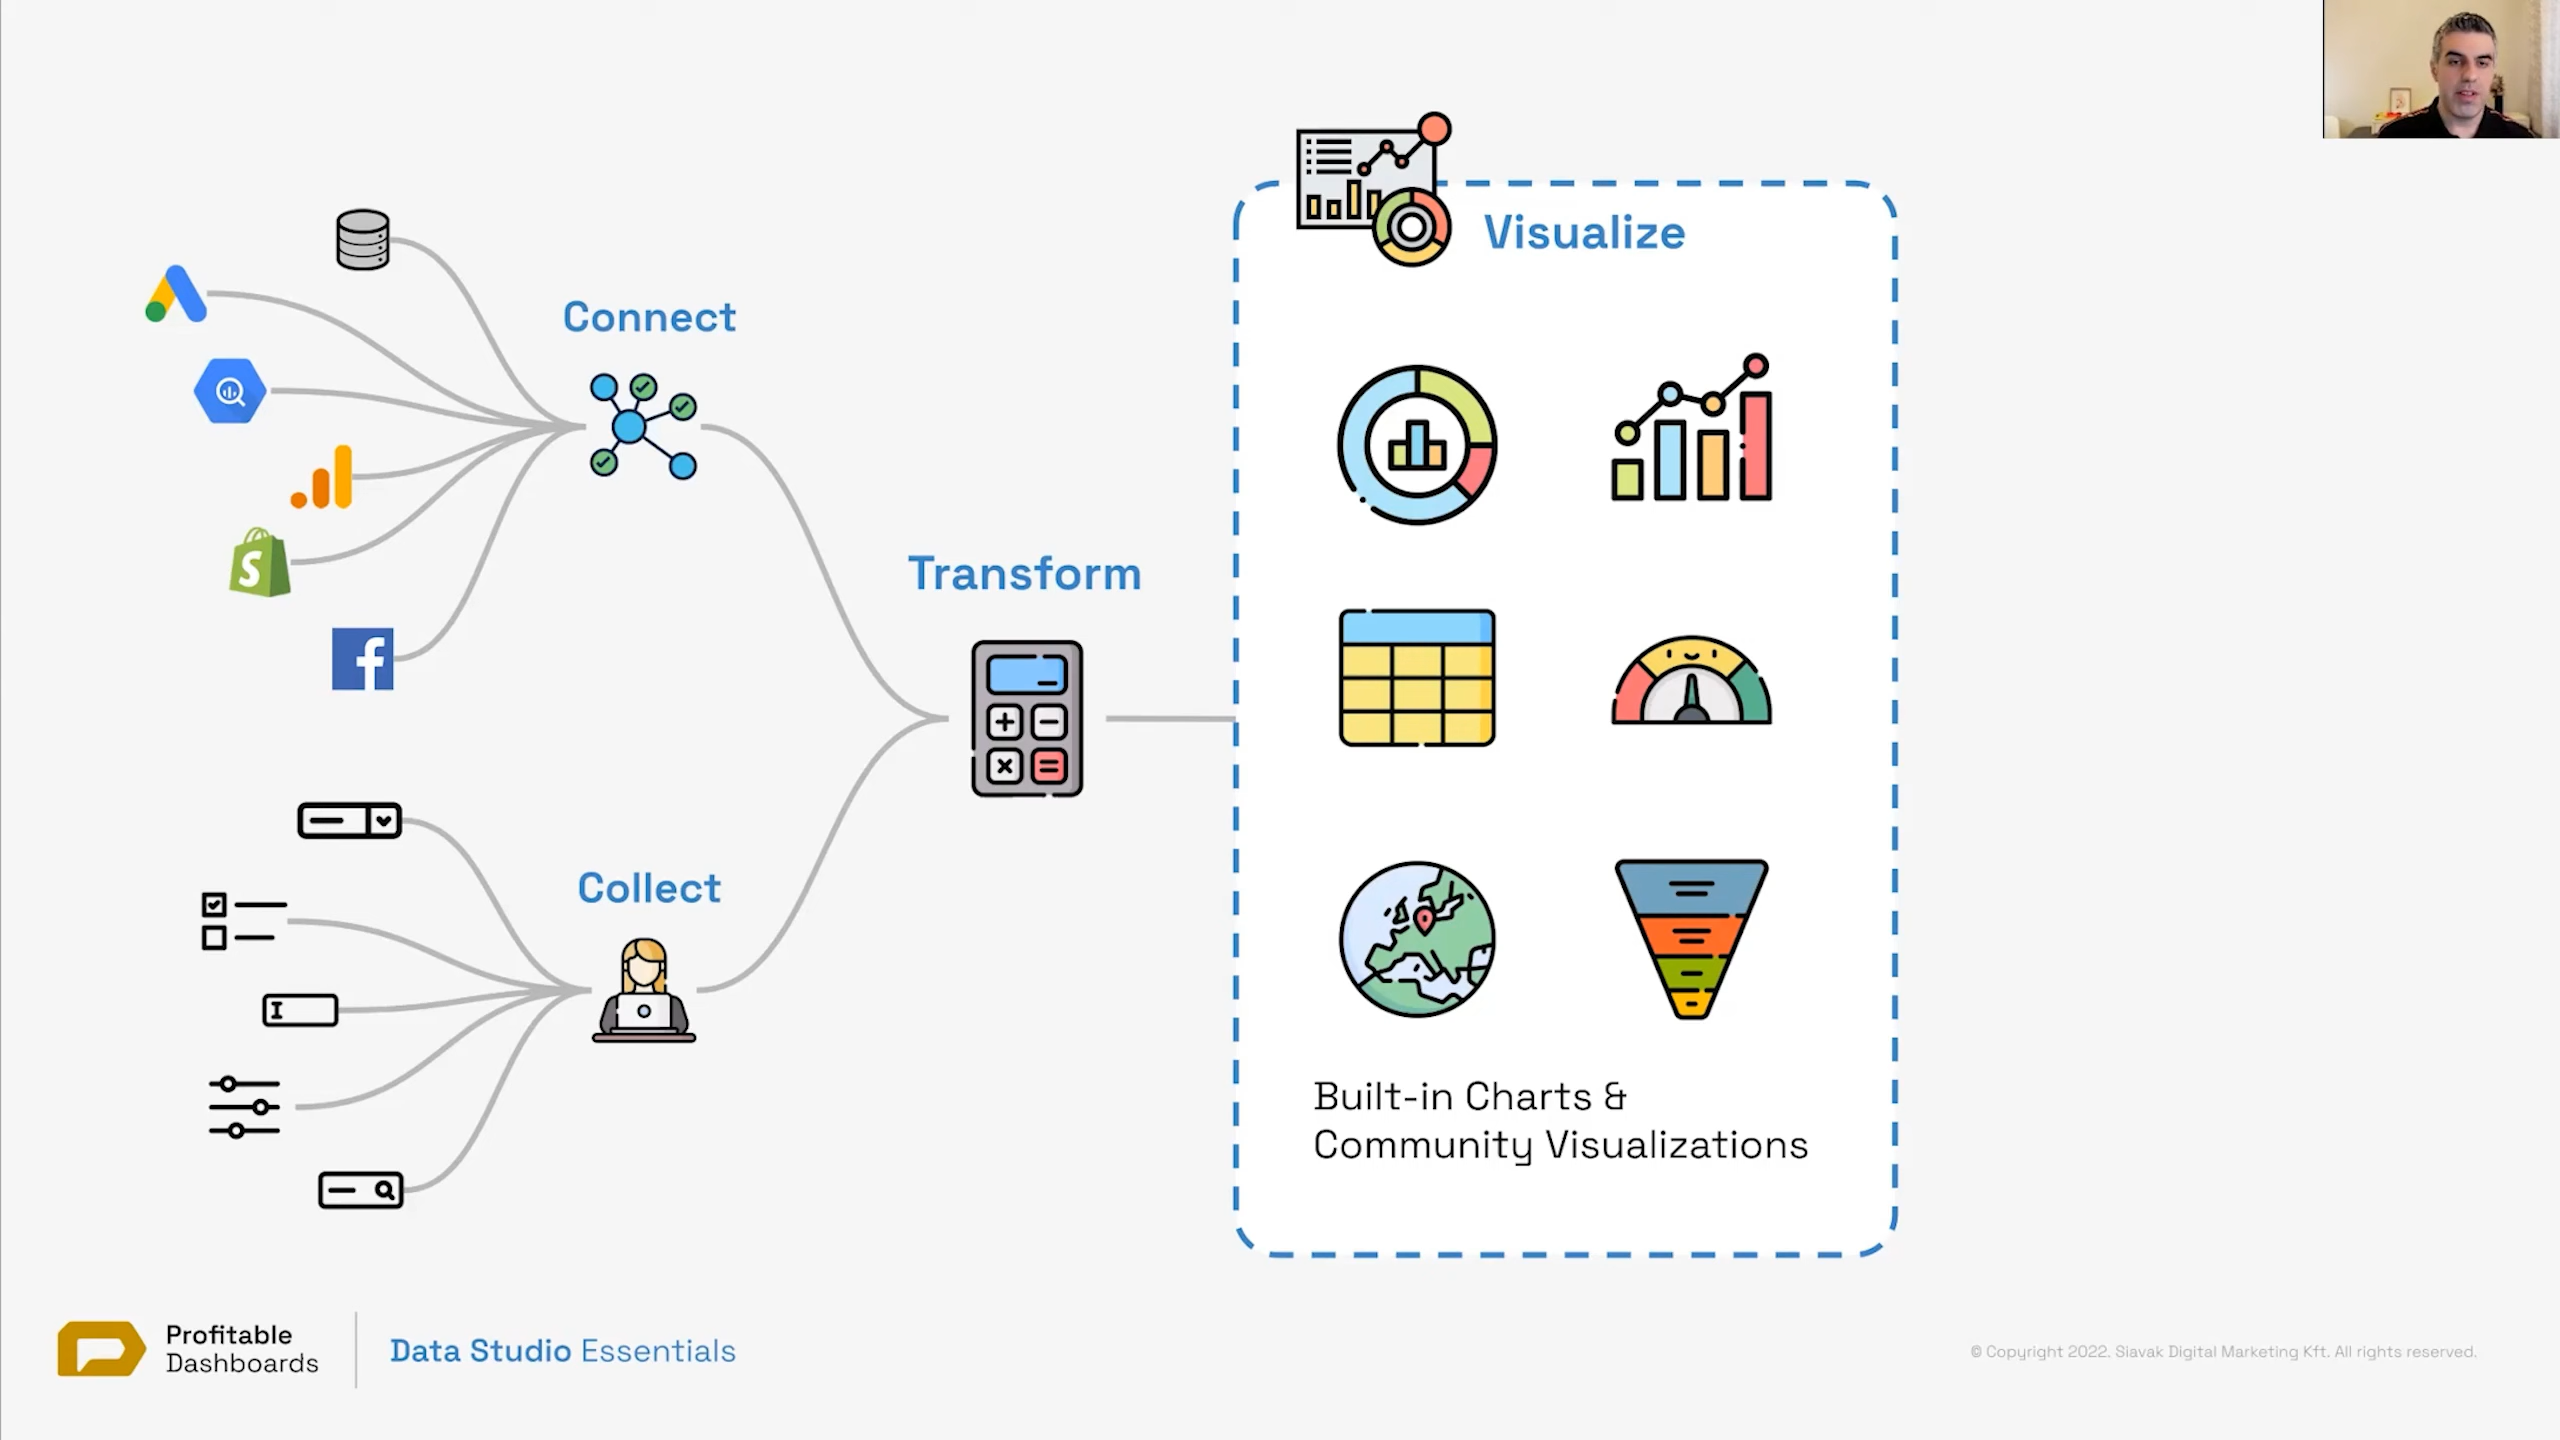 Visualize
Connect
Transform
Collect
Built-in Charts &
Community Visualizations
Profitable
Dashboards
Data Studio Essentials
© Copyright 2022. Siavak Digital Marketing Kft. All rights reserved.